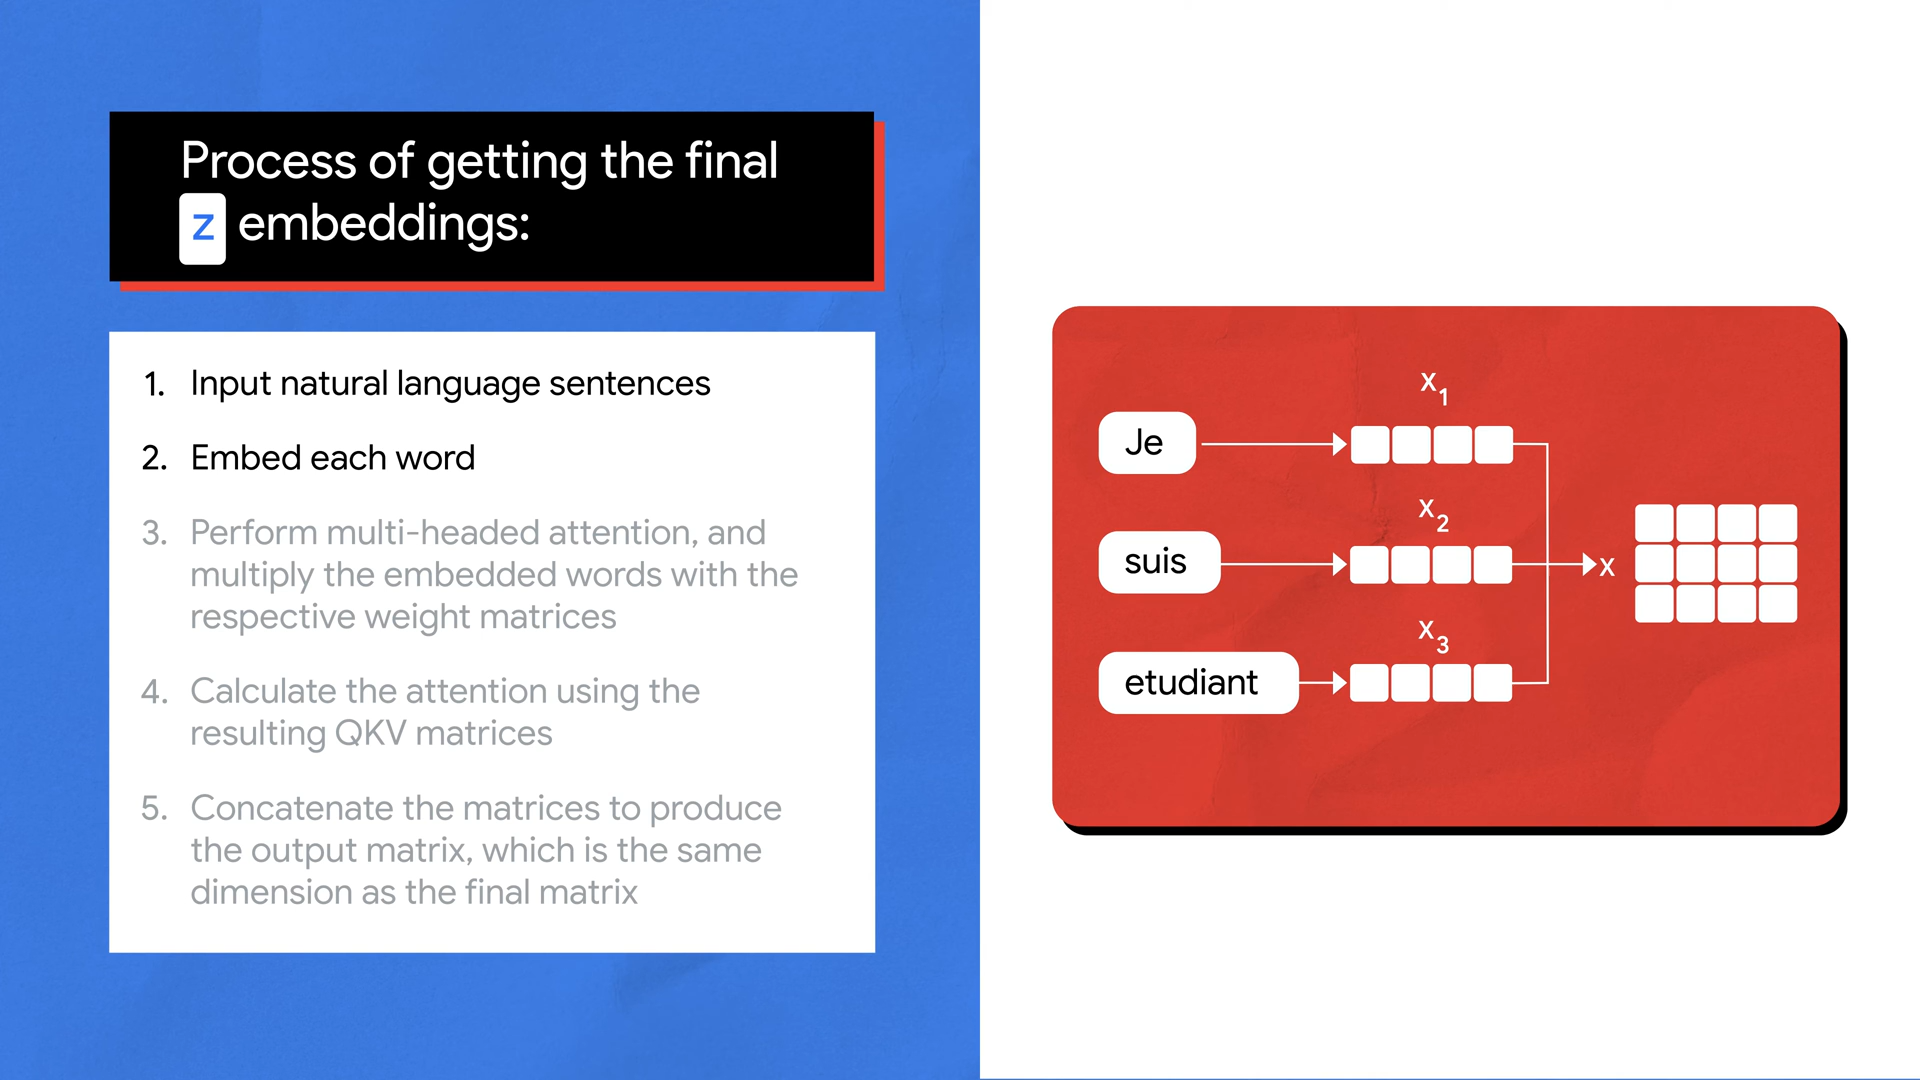 Process of getting the final
z embeddings:
1. Input natural language sentences
2. Embed each word
3. Perform multi-headed attention, and
multiply the embedded words with the
respective weight matrices
4. Calculate the attention using the
resulting QKV matrices
5. Concatenate the matrices to produce
the output matrix, which is the same
dimension as the final matrix
x1
Je
x2
suis
x
x3
etudiant